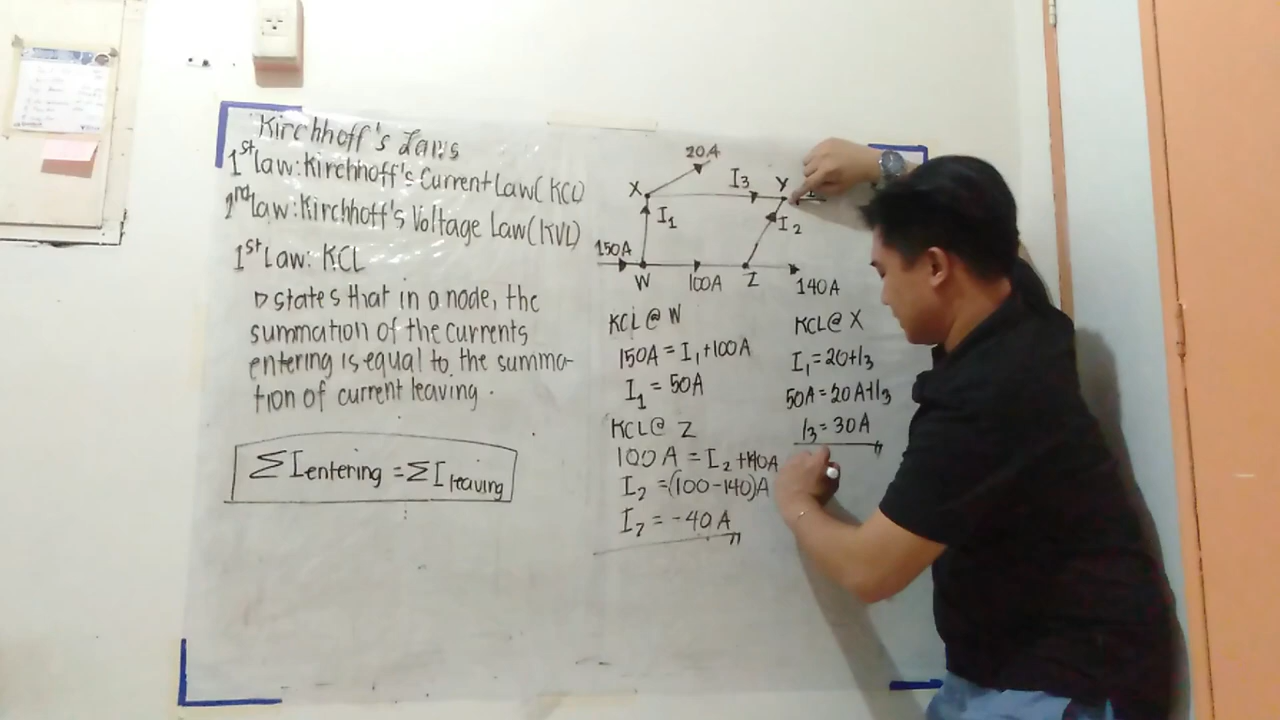 Kirchhoff's Laws
1st law: Kirchhoff's Current Law (KCL)
2nd law: Kirchhoff's Voltage Law (KVL)
1st Law: KCL
▷ states that in a node, the
summation of the currents
entering is equal to the summa-
tion of current leaving.
ΣI entering = ΣI leaving
20A
X
I3
Y
I1
I2
150A
W
100A
Z
140A
KCL@ W
150A = I1 + 100A
I1 = 50A
KCL@ Z
100A = I2 + 140A
I2 = (100-140)A
I2 = -40A
KCL@ X
I1 = 20+I3
50A = 20A+I3
I3 = 30A